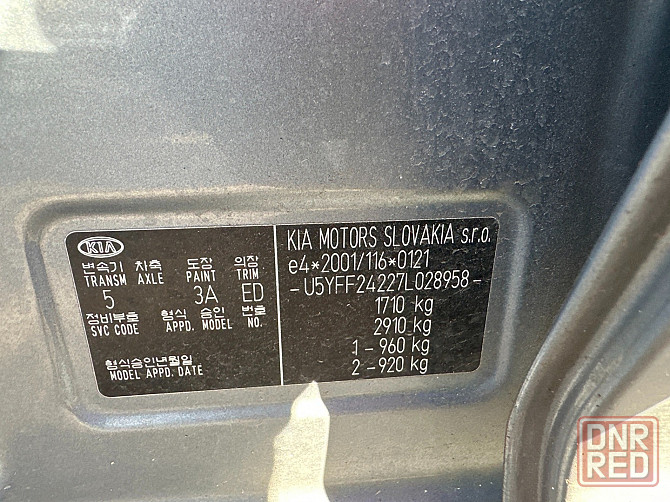 KIA
변속기 차축 도장 의장
TRANSM AXLE PAINT TRIM
5 3A ED
정비부호 형식 승인 번호
SVC CODE APPD. MODEL NO.
형식승인년월일
MODEL APPD. DATE
KIA MOTORS SLOVAKIA s.r.o.
e4*2001/116*0121
-U5YFF24227L028958-
1710 kg
2910 kg
1-960 kg
2-920 kg
DNR
RED